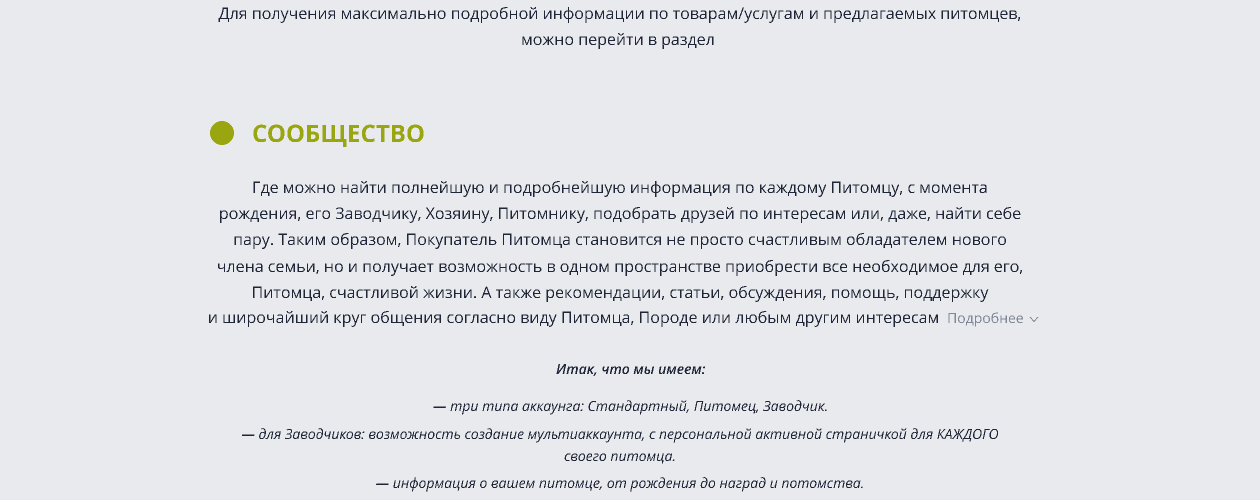 Для получения максимально подробной информации по товарам/услугам и предлагаемых питомцев,
можно перейти в раздел
СООБЩЕСТВО
Где можно найти полнейшую и подробнейшую информация по каждому Питомцу, с момента
рождения, его Заводчику, Хозяину, Питомнику, подобрать друзей по интересам или, даже, найти себе
пару. Таким образом, Покупатель Питомца становится не просто счастливым обладателем нового
члена семьи, но и получает возможность в одном пространстве приобрести все необходимое для его,
Питомца, счастливой жизни. А также рекомендации, статьи, обсуждения, помощь, поддержку
и широчайший круг общения согласно виду Питомца, Породе или любым другим интересам Подробнее
Итак, что мы имеем:
— три типа аккаунга: Стандартный, Питомец, Заводчик.
— для Заводчиков: возможность создание мультиаккаунта, с персональной активной страничкой для КАЖДОГО
своего питомца.
— информация о вашем питомце, от рождения до наград и потомства.